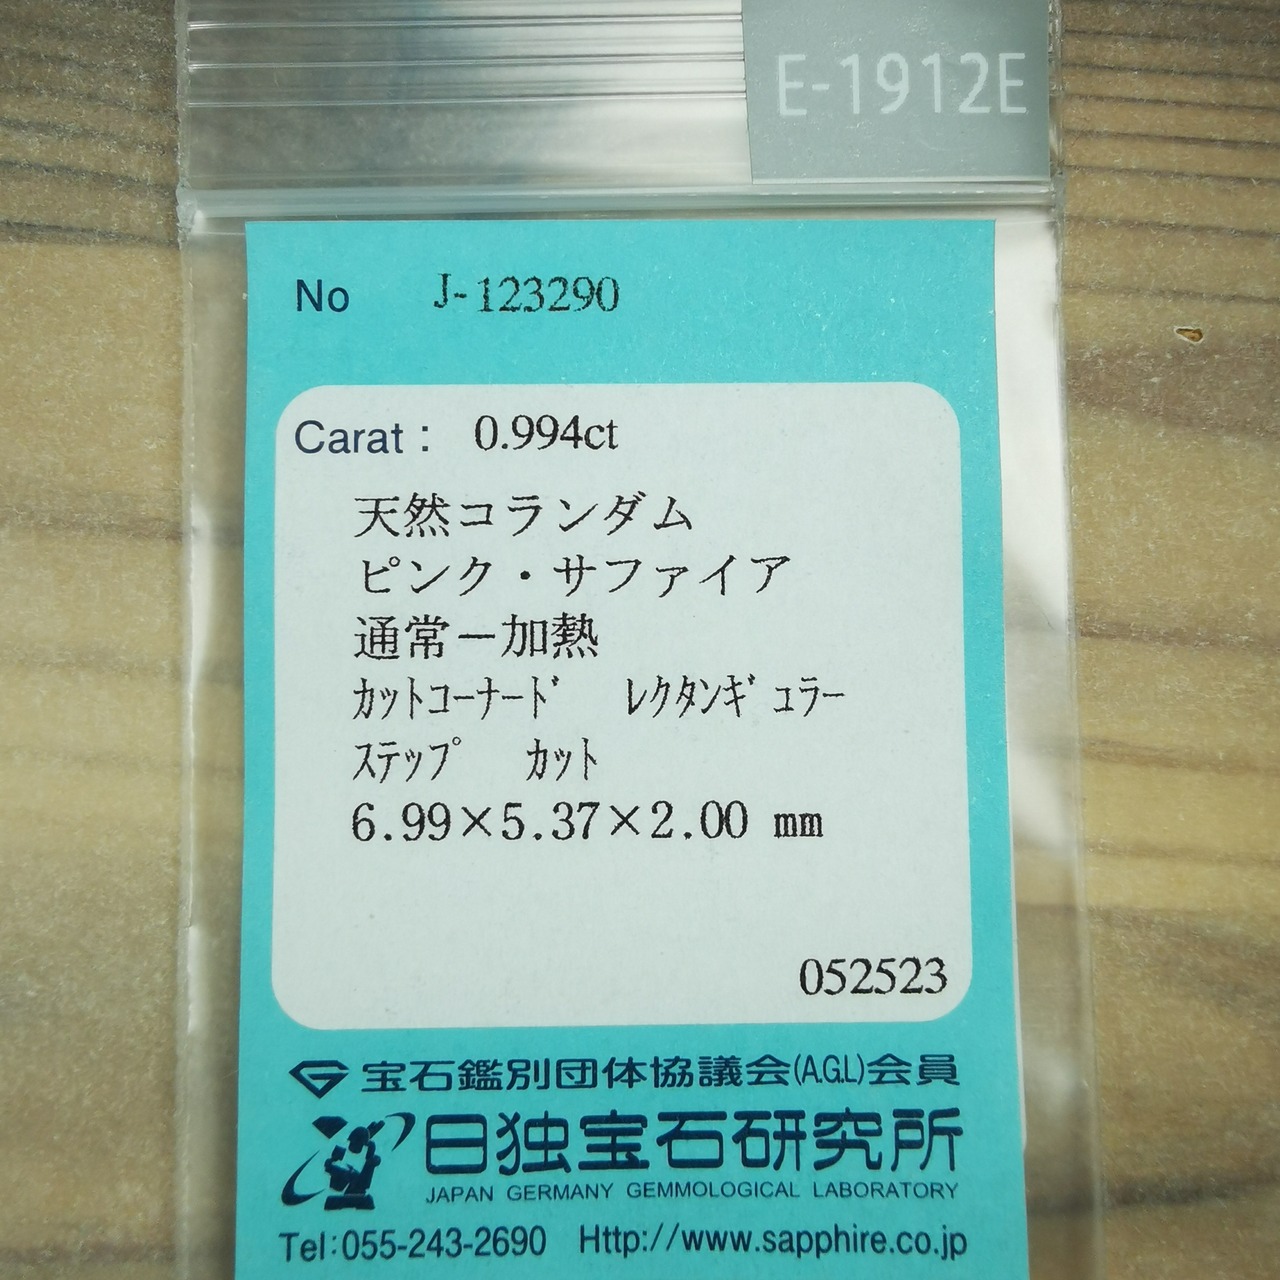 E-1912E
No J-123290
Carat: 0.994ct
天然コランダム
ピンク・サファイア
通常－加熱
ｶｯﾄｺｰﾅｰﾄﾞ ﾚｸﾀﾝｷﾞｭﾗｰ
ｽﾃｯﾌﾟ ｶｯﾄ
6.99×5.37×2.00 mm
052523
宝石鑑別団体協議会(A.G.L)会員
日独宝石研究所
JAPAN GERMANY GEMMOLOGICAL LABORATORY
Tel:055-243-2690 Http://www.sapphire.co.jp